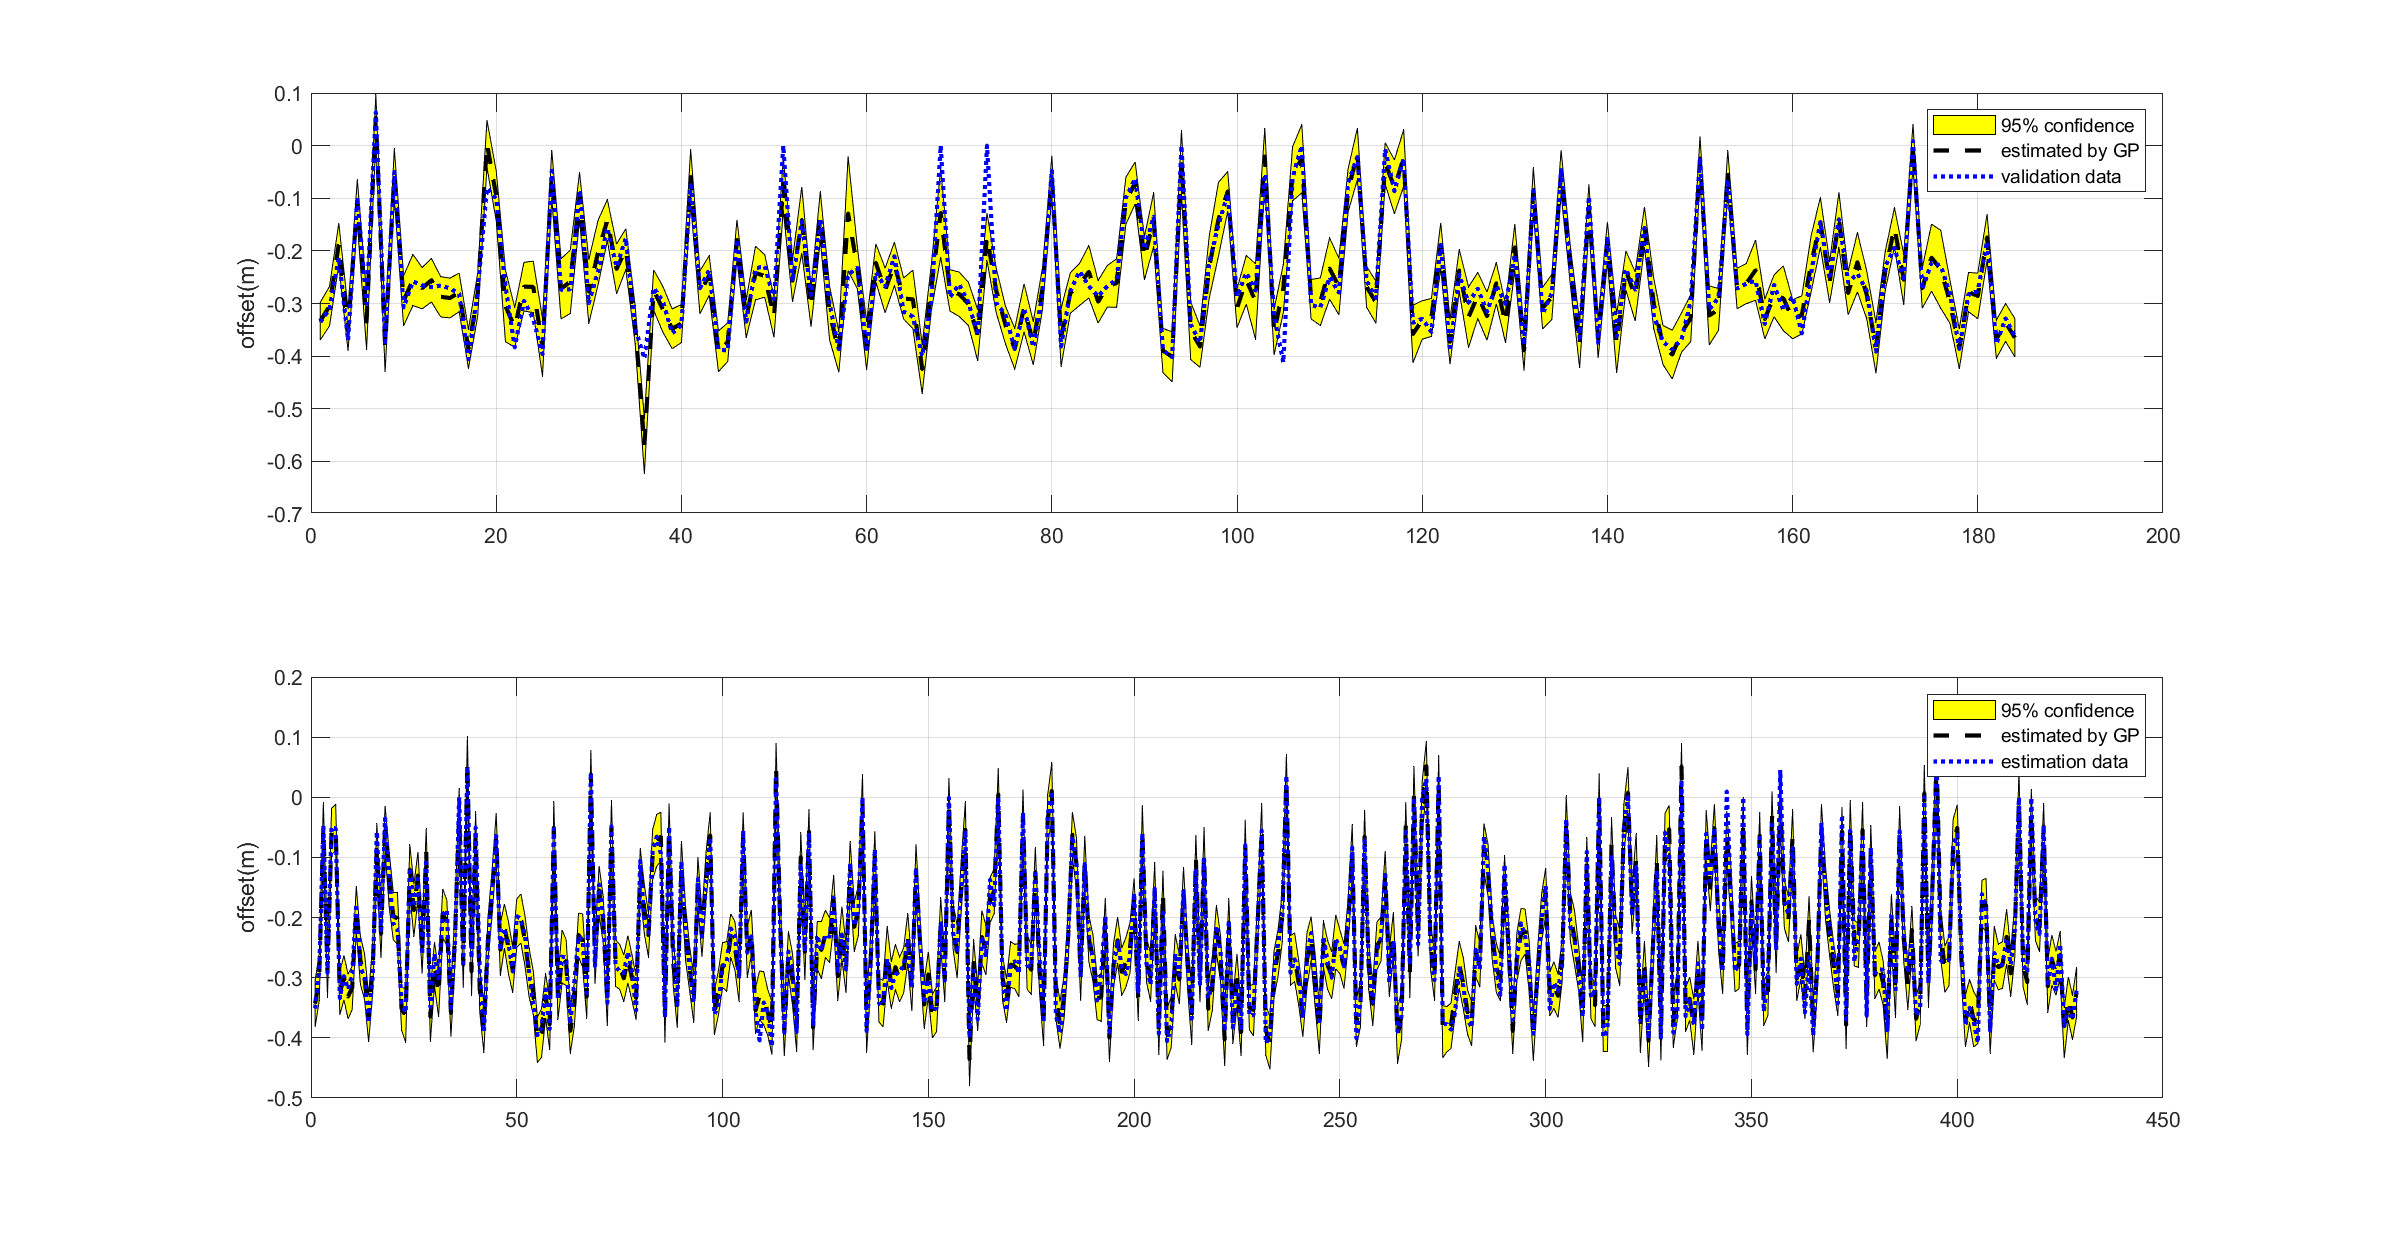 0.1
0
-0.1
-0.2
-0.3
-0.4
-0.5
-0.6
-0.7
offset(m)
95% confidence
estimated by GP
validation data
0 20 40 60 80 100 120 140 160 180 200
0.2
0.1
0
-0.1
-0.2
-0.3
-0.4
-0.5
offset(m)
95% confidence
estimated by GP
estimation data
0 50 100 150 200 250 300 350 400 450